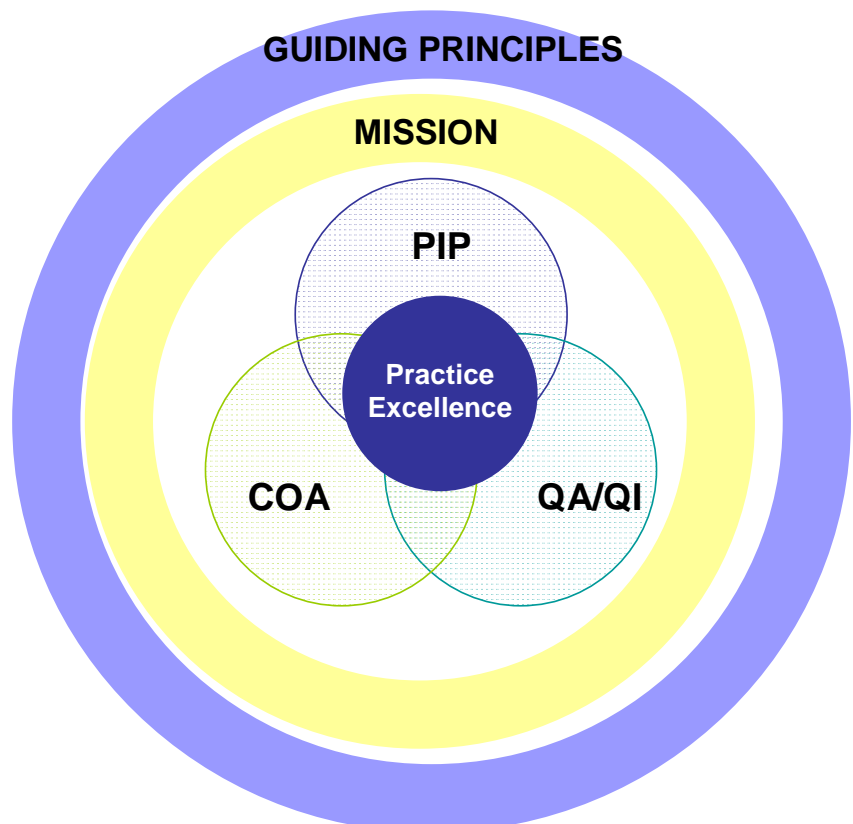 GUIDING PRINCIPLES
MISSION
PIP
Practice
Excellence
COA
QA/QI